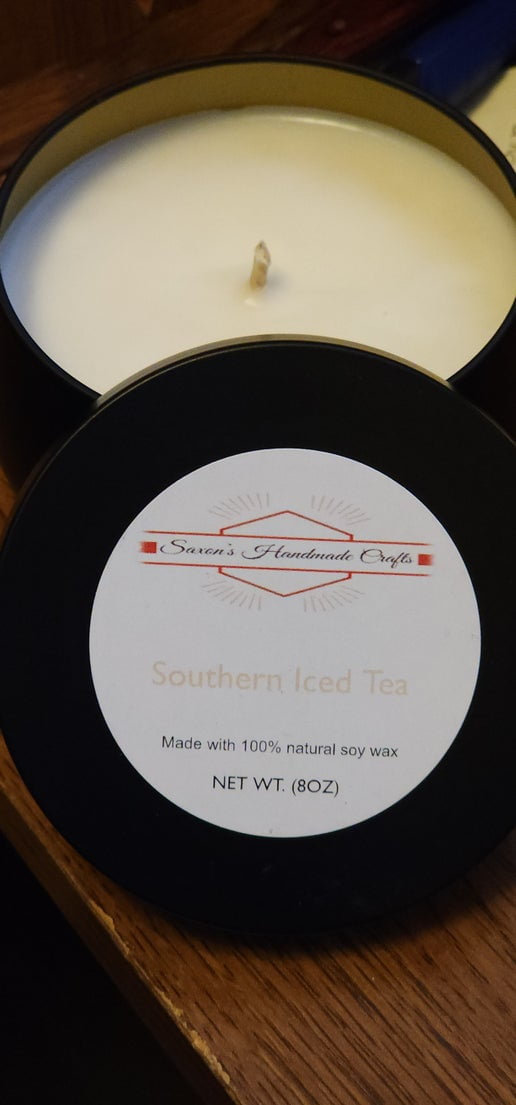 Saxon's Handmade Crafts
Southern Iced Tea
Made with 100% natural soy wax
NET WT. (8OZ)